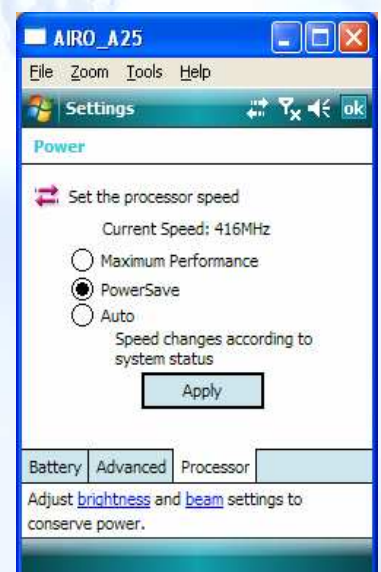 AIRO_A25
File Zoom Tools Help
Settings ok
Power
Set the processor speed
Current Speed: 416MHz
Maximum Performance
PowerSave
Auto
Speed changes according to
system status
Apply
Battery Advanced Processor
Adjust brightness and beam settings to
conserve power.